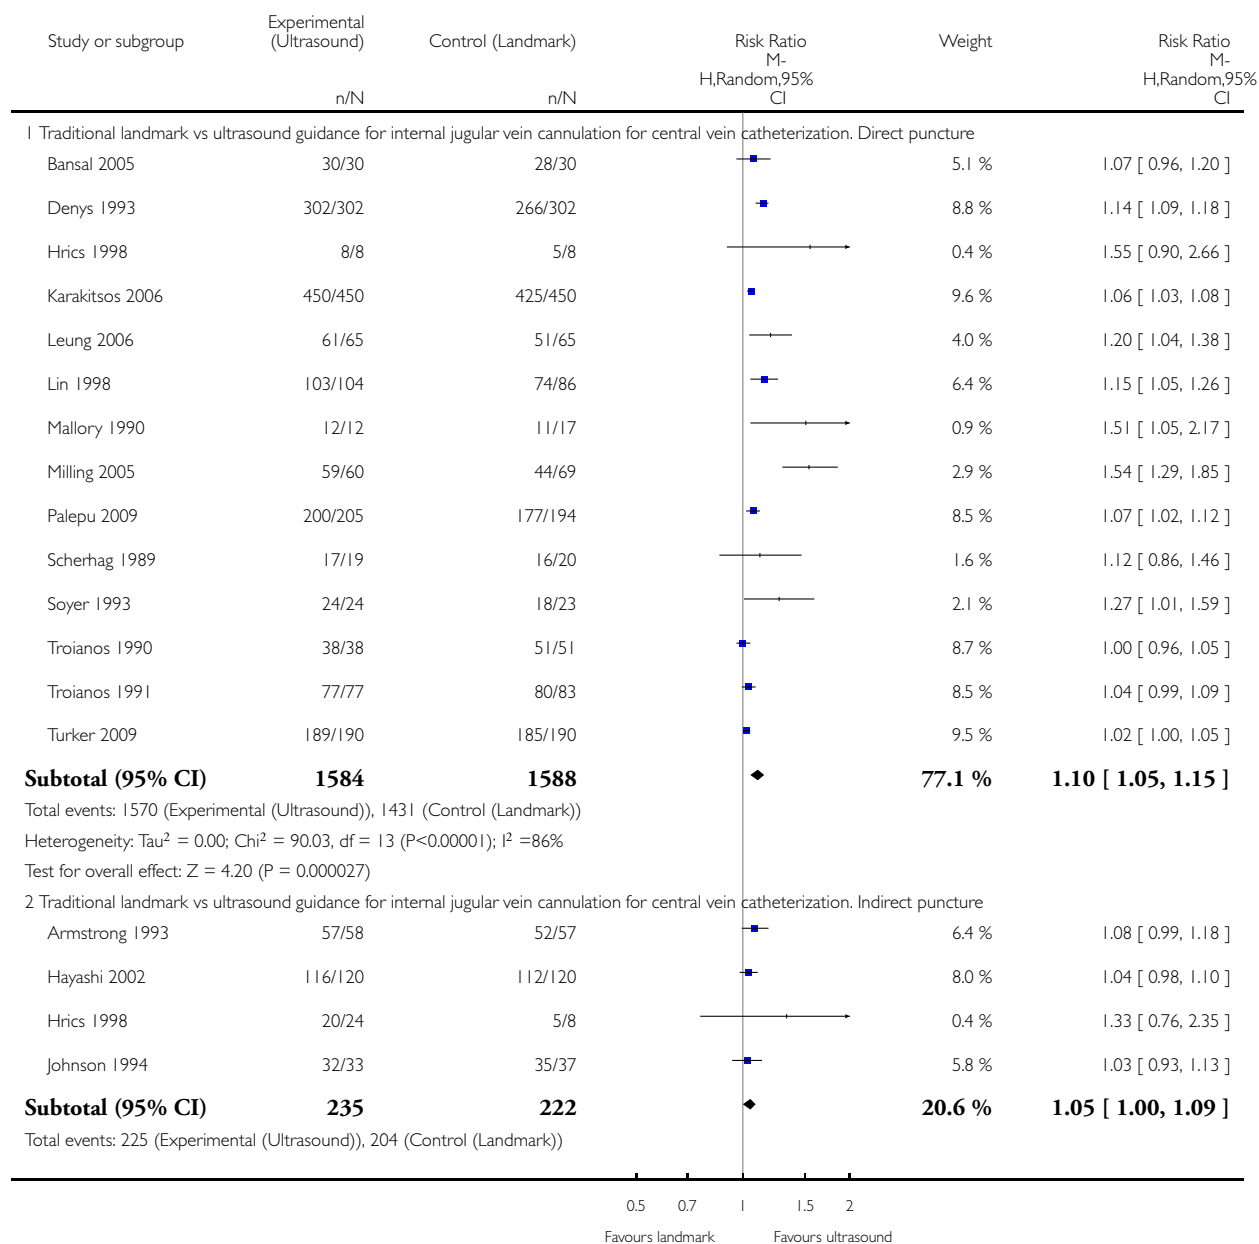 Experimental
Study or subgroup (Ultrasound) Control (Landmark) Risk Ratio Weight Risk Ratio
M- M-
H,Random,95% H,Random,95%
n/N n/N CI CI
1 Traditional landmark vs ultrasound guidance for internal jugular vein cannulation for central vein catheterization. Direct puncture
Bansal 2005 30/30 28/30 5.1 % 1.07 [ 0.96, 1.20 ]
Denys 1993 302/302 266/302 8.8 % 1.14 [ 1.09, 1.18 ]
Hrics 1998 8/8 5/8 0.4 % 1.55 [ 0.90, 2.66 ]
Karakitsos 2006 450/450 425/450 9.6 % 1.06 [ 1.03, 1.08 ]
Leung 2006 61/65 51/65 4.0 % 1.20 [ 1.04, 1.38 ]
Lin 1998 103/104 74/86 6.4 % 1.15 [ 1.05, 1.26 ]
Mallory 1990 12/12 11/17 0.9 % 1.51 [ 1.05, 2.17 ]
Milling 2005 59/60 44/69 2.9 % 1.54 [ 1.29, 1.85 ]
Palepu 2009 200/205 177/194 8.5 % 1.07 [ 1.02, 1.12 ]
Scherhag 1989 17/19 16/20 1.6 % 1.12 [ 0.86, 1.46 ]
Soyer 1993 24/24 18/23 2.1 % 1.27 [ 1.01, 1.59 ]
Troianos 1990 38/38 51/51 8.7 % 1.00 [ 0.96, 1.05 ]
Troianos 1991 77/77 80/83 8.5 % 1.04 [ 0.99, 1.09 ]
Turker 2009 189/190 185/190 9.5 % 1.02 [ 1.00, 1.05 ]
Subtotal (95% CI) 1584 1588 77.1 % 1.10 [ 1.05, 1.15 ]
Total events: 1570 (Experimental (Ultrasound)), 1431 (Control (Landmark))
Heterogeneity: Tau² = 0.00; Chi² = 90.03, df = 13 (P<0.00001); I² =86%
Test for overall effect: Z = 4.20 (P = 0.000027)
2 Traditional landmark vs ultrasound guidance for internal jugular vein cannulation for central vein catheterization. Indirect puncture
Armstrong 1993 57/58 52/57 6.4 % 1.08 [ 0.99, 1.18 ]
Hayashi 2002 116/120 112/120 8.0 % 1.04 [ 0.98, 1.10 ]
Hrics 1998 20/24 5/8 0.4 % 1.33 [ 0.76, 2.35 ]
Johnson 1994 32/33 35/37 5.8 % 1.03 [ 0.93, 1.13 ]
Subtotal (95% CI) 235 222 20.6 % 1.05 [ 1.00, 1.09 ]
Total events: 225 (Experimental (Ultrasound)), 204 (Control (Landmark))
0.5 0.7 1 1.5 2
Favours landmark Favours ultrasound